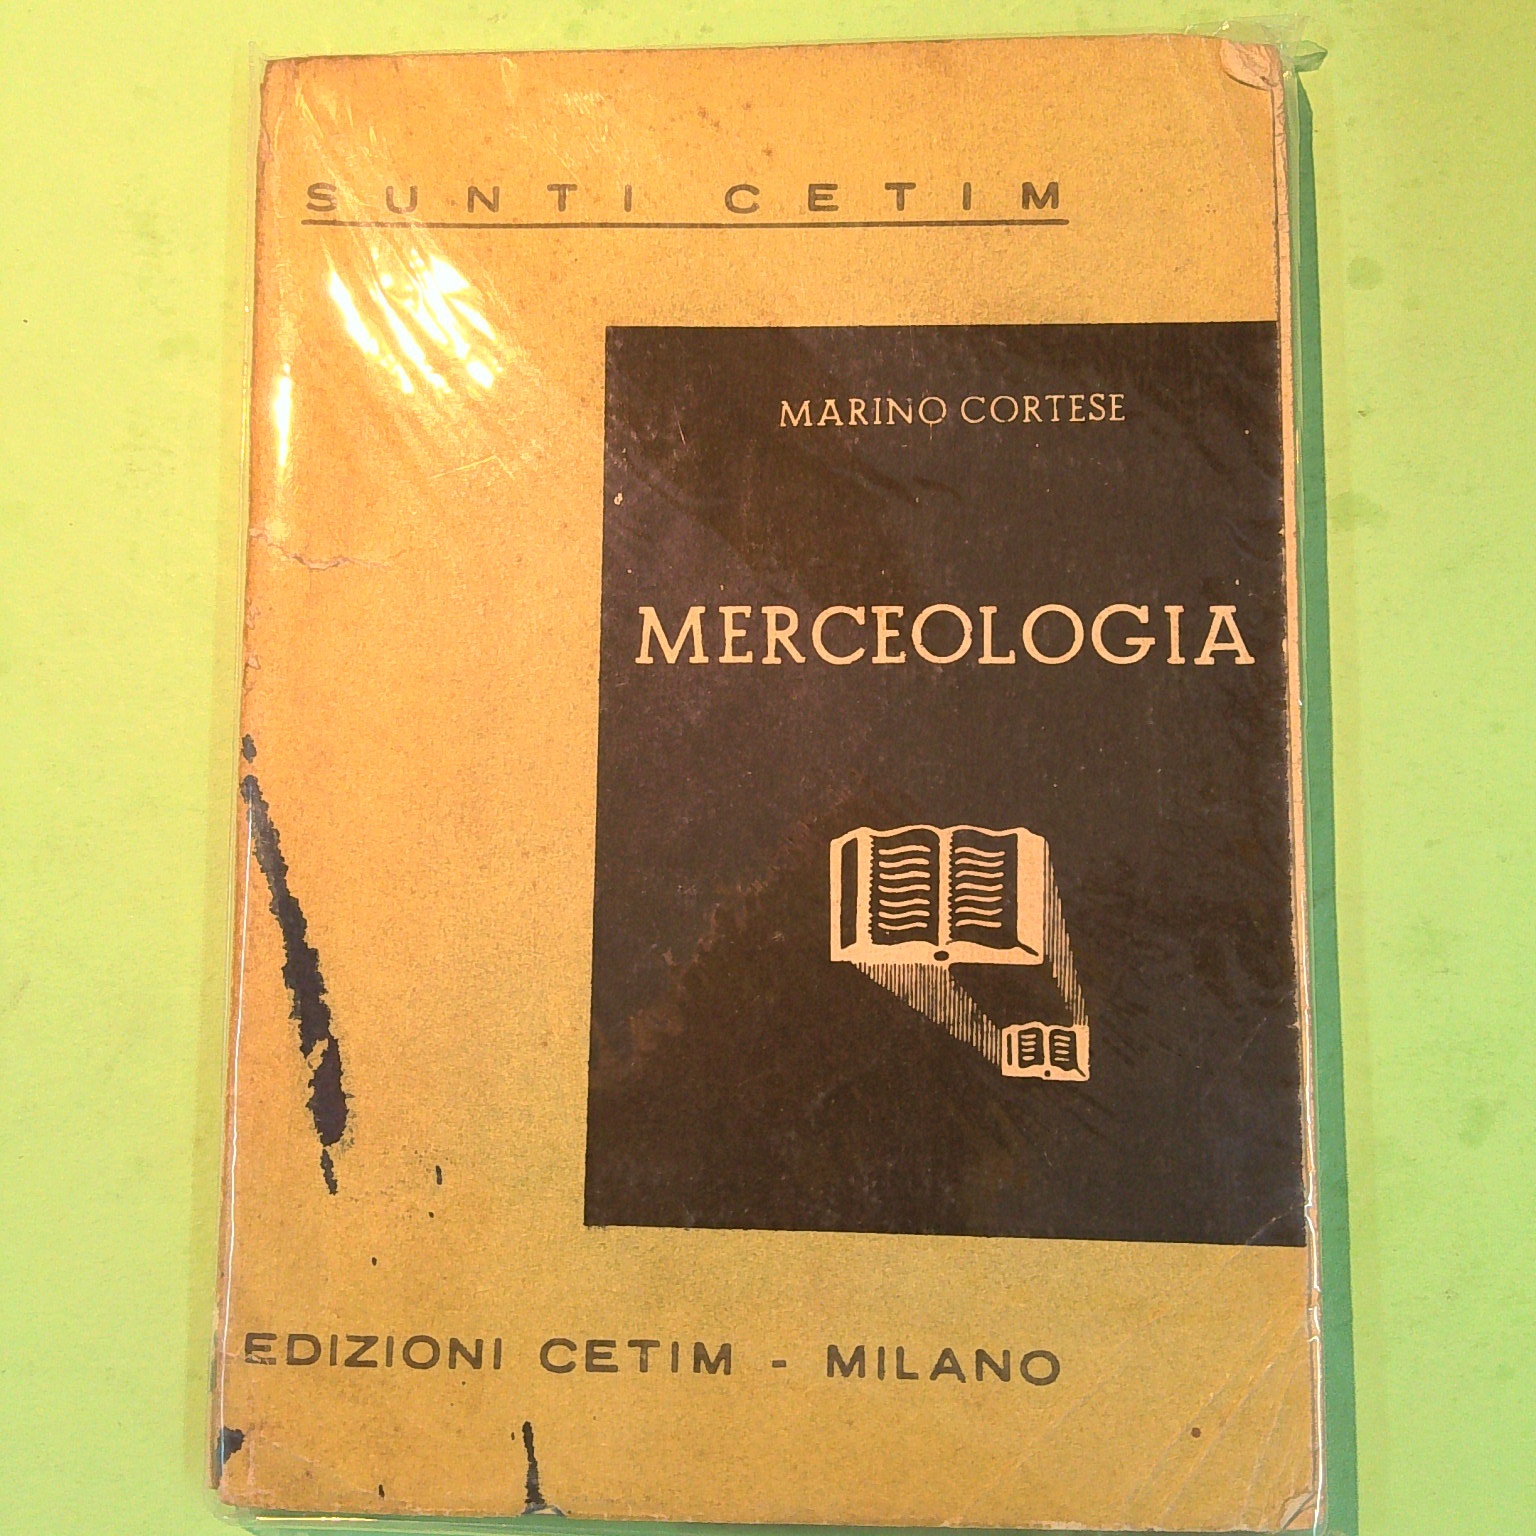 SUNTI CETIM
MARINO CORTESE
MERCEOLOGIA
EDIZIONI CETIM - MILANO